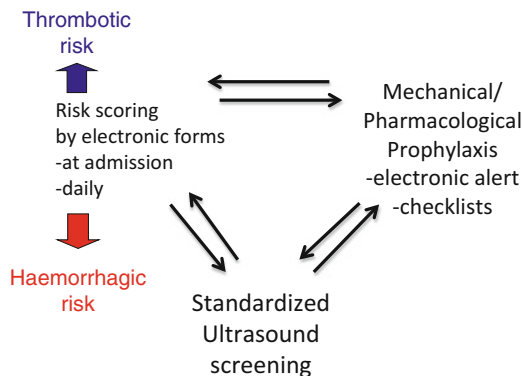 Thrombotic
risk
Risk scoring
by electronic forms
-at admission
-daily
Haemorrhagic
risk
Mechanical/
Pharmacological
Prophylaxis
-electronic alert
-checklists
Standardized
Ultrasound
screening